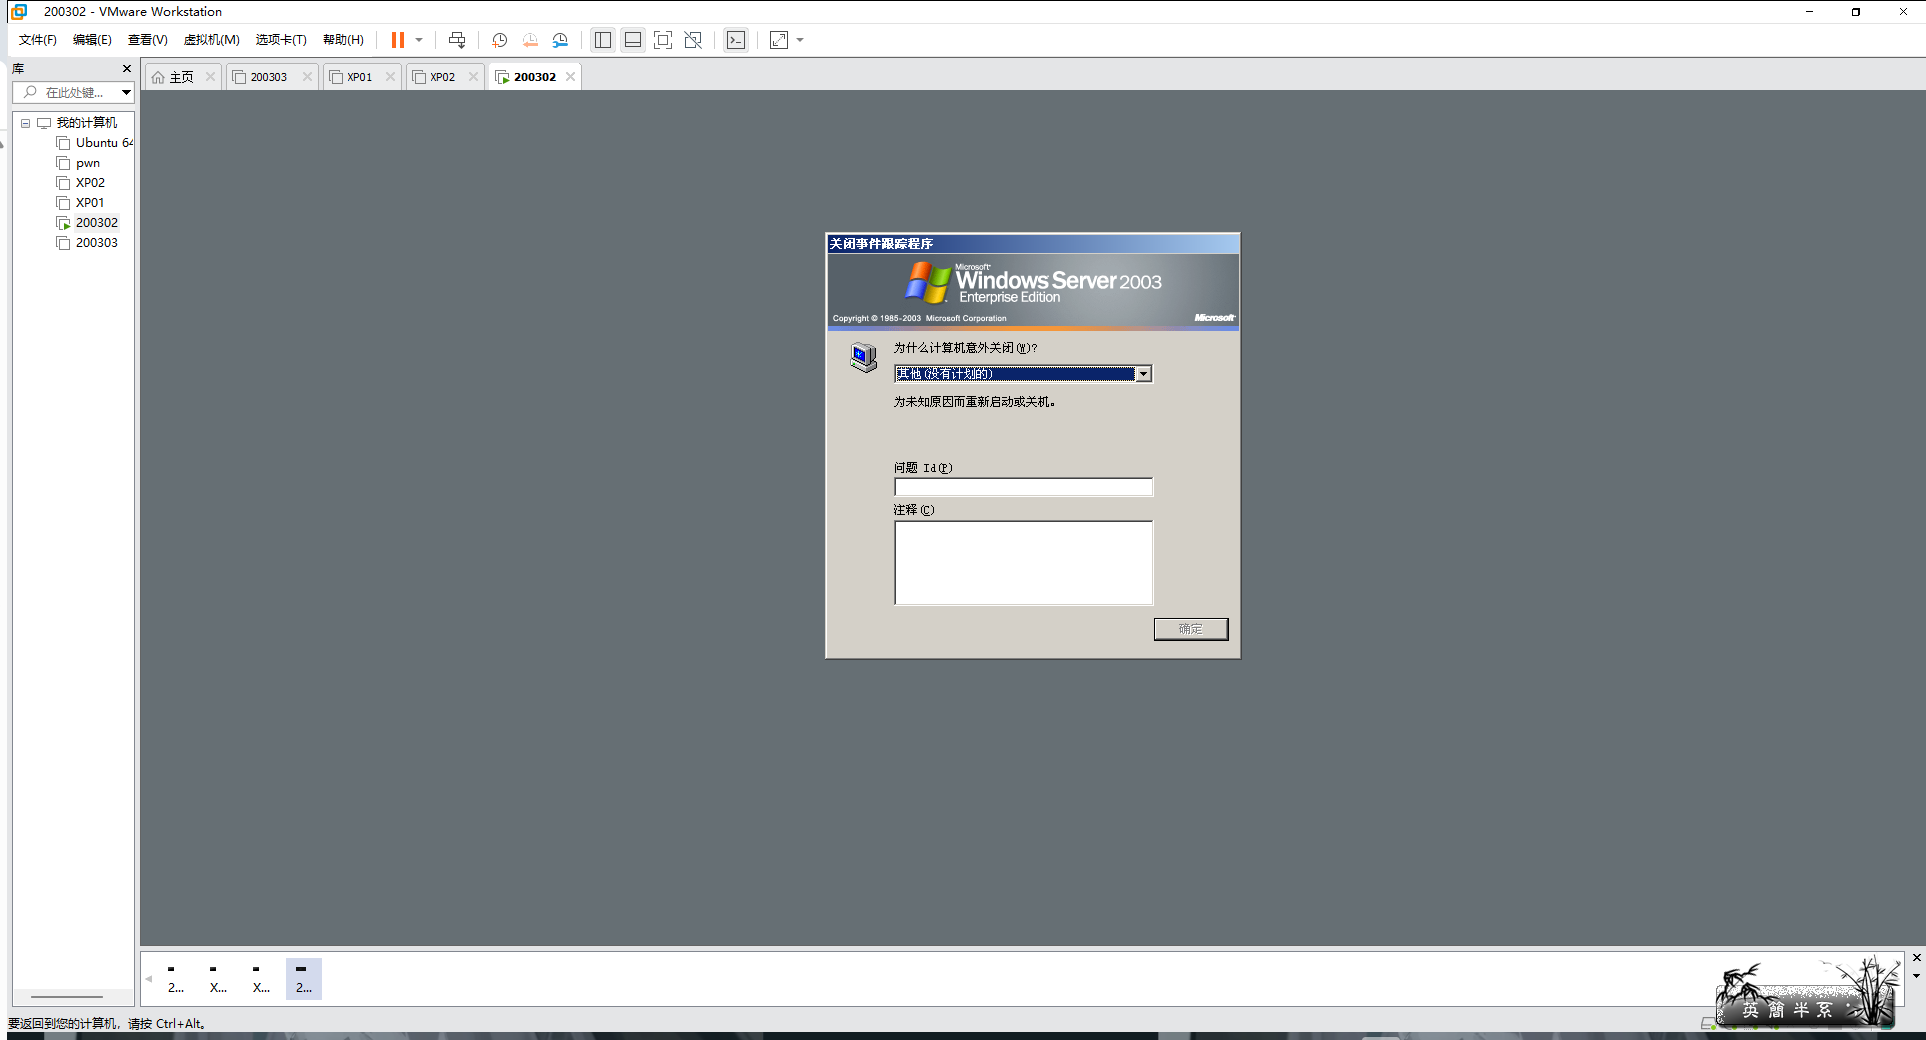 200302 - VMware Workstation
文件(F) 编辑(E) 查看(V) 虚拟机(M) 选项卡(T) 帮助(H)
库
在此处键...
我的计算机
Ubuntu 64
pwn
XP02
XP01
200302
200303
主页 200303 XP01 XP02 200302
关闭事件跟踪程序
Microsoft
Windows Server 2003
Enterprise Edition
Copyright © 1985-2003 Microsoft Corporation Microsoft
为什么计算机意外关闭(W)?
其他(没有计划的)
为未知原因而重新启动或关机。
问题 Id(P)
注释(C)
确定
2... X... X... 2...
英 簡 半 系
要返回到您的计算机，请按 Ctrl+Alt。